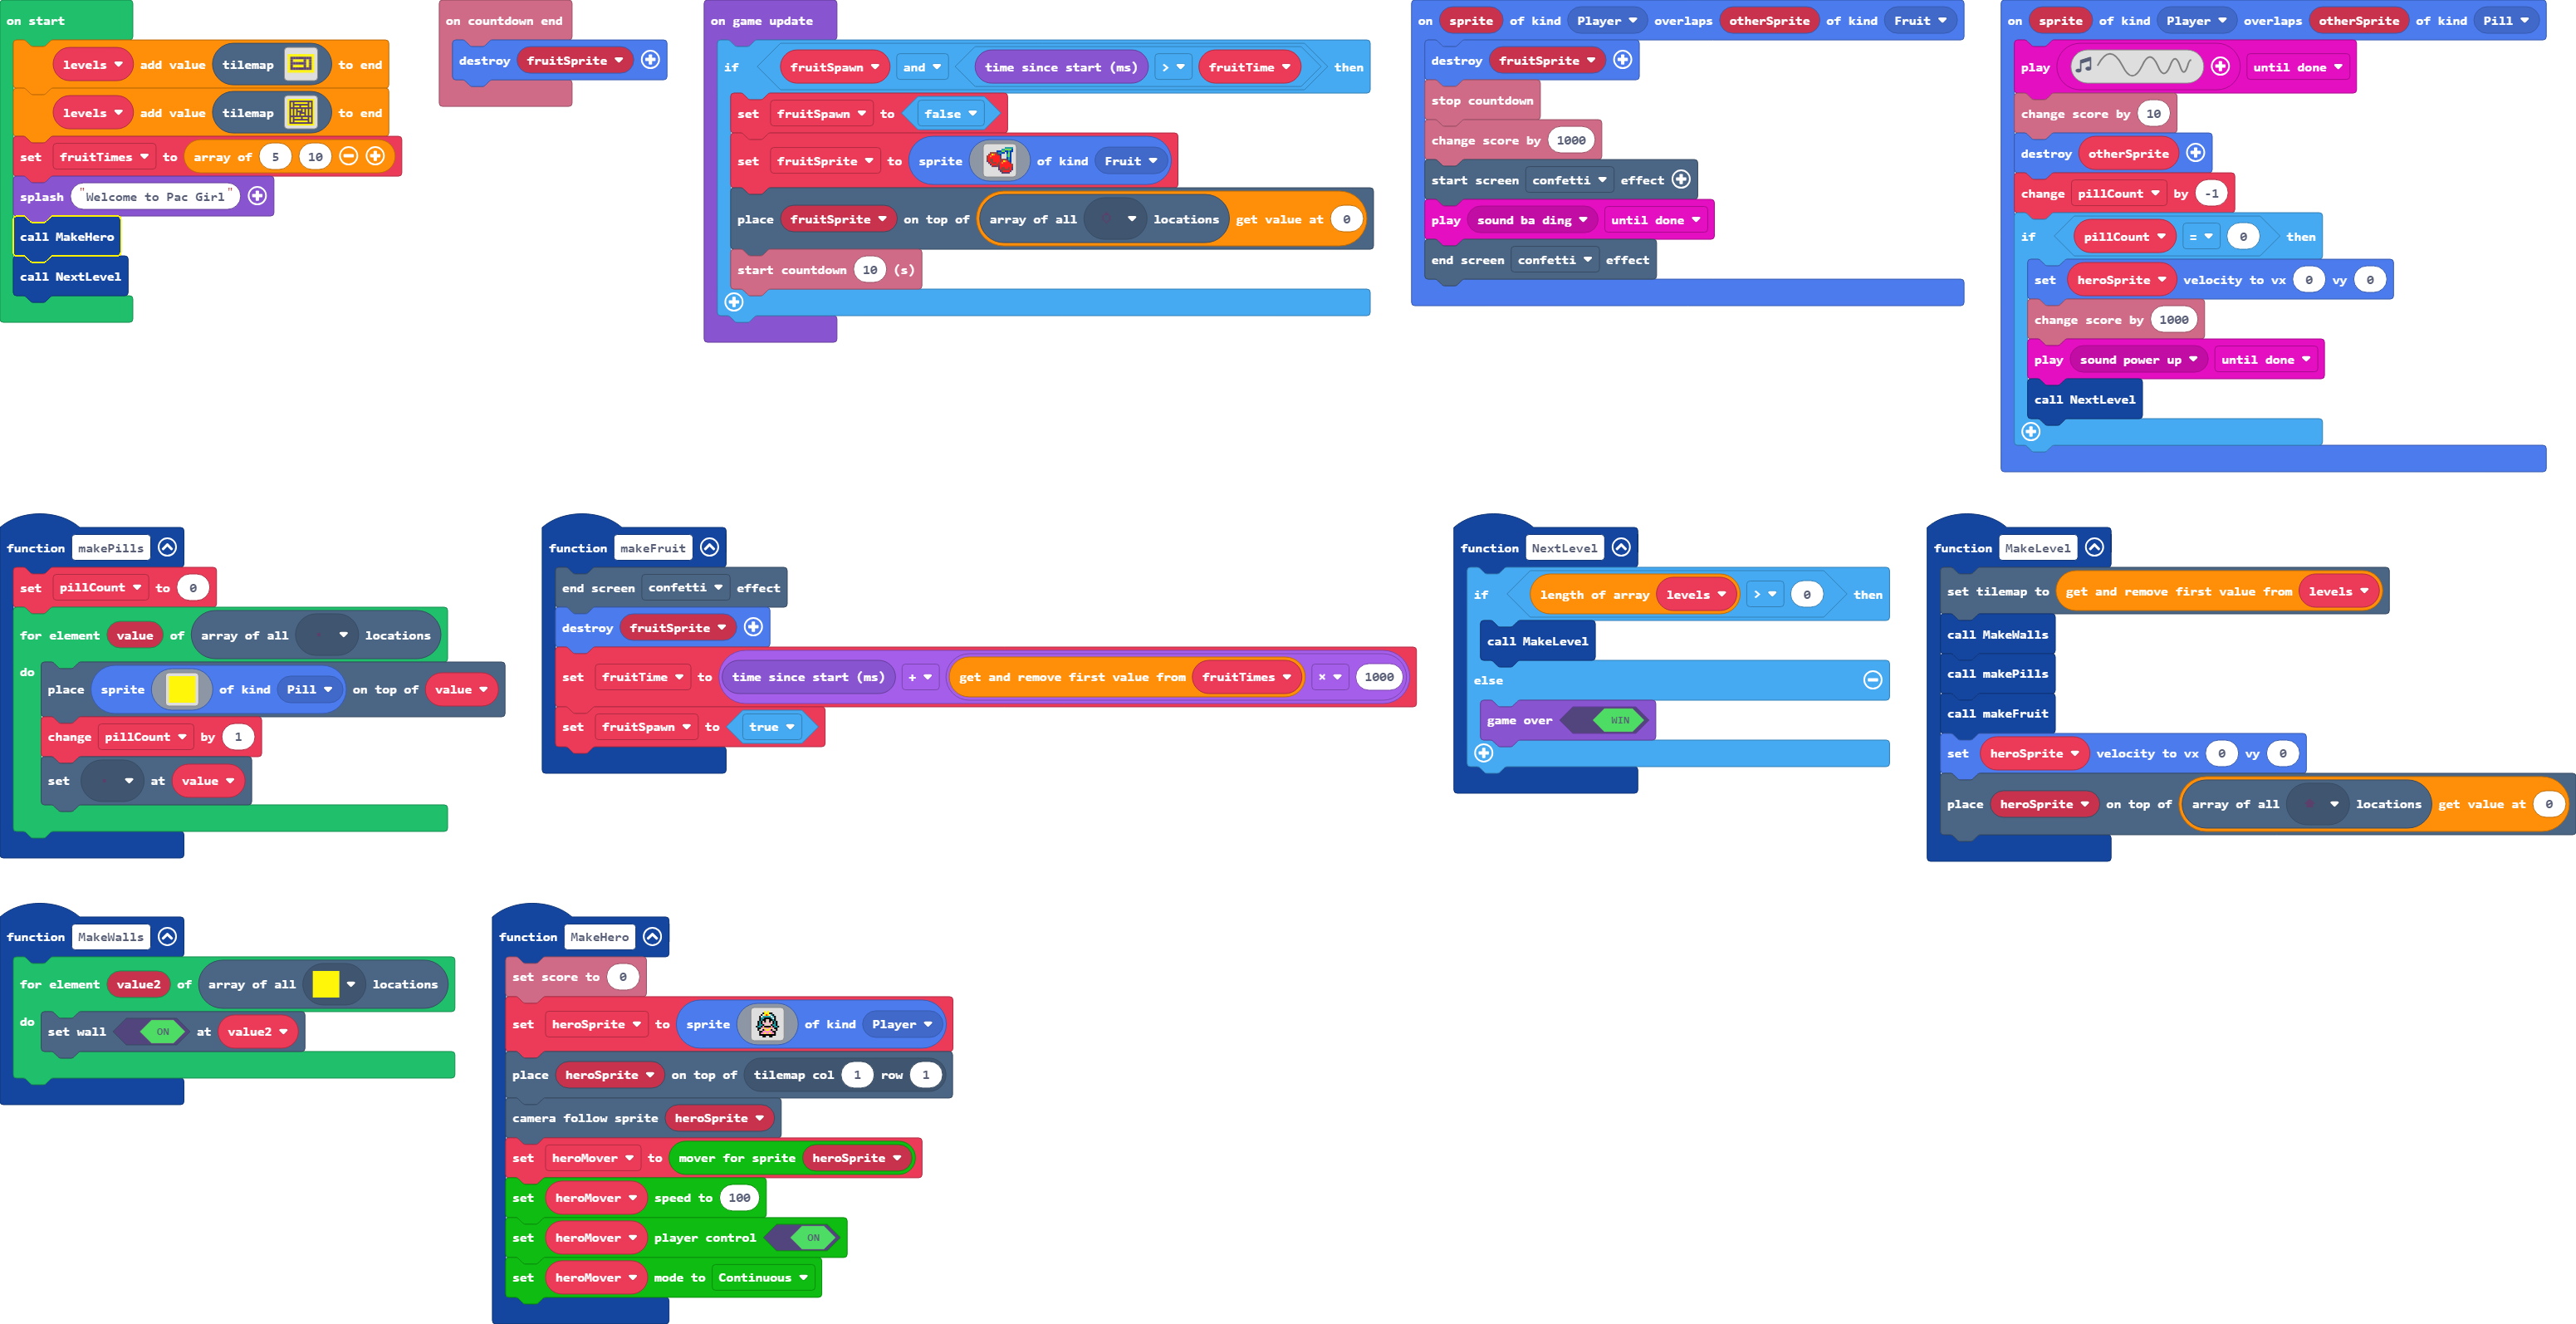 on start
levels add value tilemap to end
levels add value tilemap to end
set fruitTimes to array of 5 10
splash "Welcome to Pac Girl"
call MakeHero
call NextLevel
on countdown end
destroy fruitSprite
on game update
if fruitSpawn and time since start (ms) > fruitTime then
set fruitSpawn to false
set fruitSprite to sprite of kind Fruit
place fruitSprite on top of array of all locations get value at 0
start countdown 10 (s)
on sprite of kind Player overlaps otherSprite of kind Fruit
destroy fruitSprite
stop countdown
change score by 1000
start screen confetti effect
play sound ba ding until done
end screen confetti effect
on sprite of kind Player overlaps otherSprite of kind Pill
play until done
change score by 10
destroy otherSprite
change pillCount by -1
if pillCount = 0 then
set heroSprite velocity to vx 0 vy 0
change score by 1000
play sound power up until done
call NextLevel
function makePills
set pillCount to 0
for element value of array of all locations
do
place sprite of kind Pill on top of value
change pillCount by 1
set at value
function makeFruit
end screen confetti effect
destroy fruitSprite
set fruitTime to time since start (ms) + get and remove first value from fruitTimes × 1000
set fruitSpawn to true
function NextLevel
if length of array levels > 0 then
call MakeLevel
else
game over WIN
function MakeLevel
set tilemap to get and remove first value from levels
call MakeWalls
call makePills
call makeFruit
set heroSprite velocity to vx 0 vy 0
place heroSprite on top of array of all locations get value at 0
function MakeWalls
for element value2 of array of all locations
do
set wall ON at value2
function MakeHero
set score to 0
set heroSprite to sprite of kind Player
place heroSprite on top of tilemap col 1 row 1
camera follow sprite heroSprite
set heroMover to mover for sprite heroSprite
set heroMover speed to 100
set heroMover player control ON
set heroMover mode to Continuous